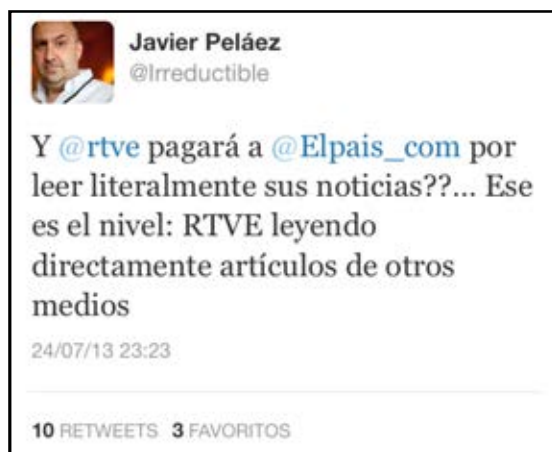 Javier Peláez
@Irreductible
Y @rtve pagará a @Elpais_com por
leer literalmente sus noticias??... Ese
es el nivel: RTVE leyendo
directamente artículos de otros
medios
24/07/13 23:23
10 RETWEETS 3 FAVORITOS